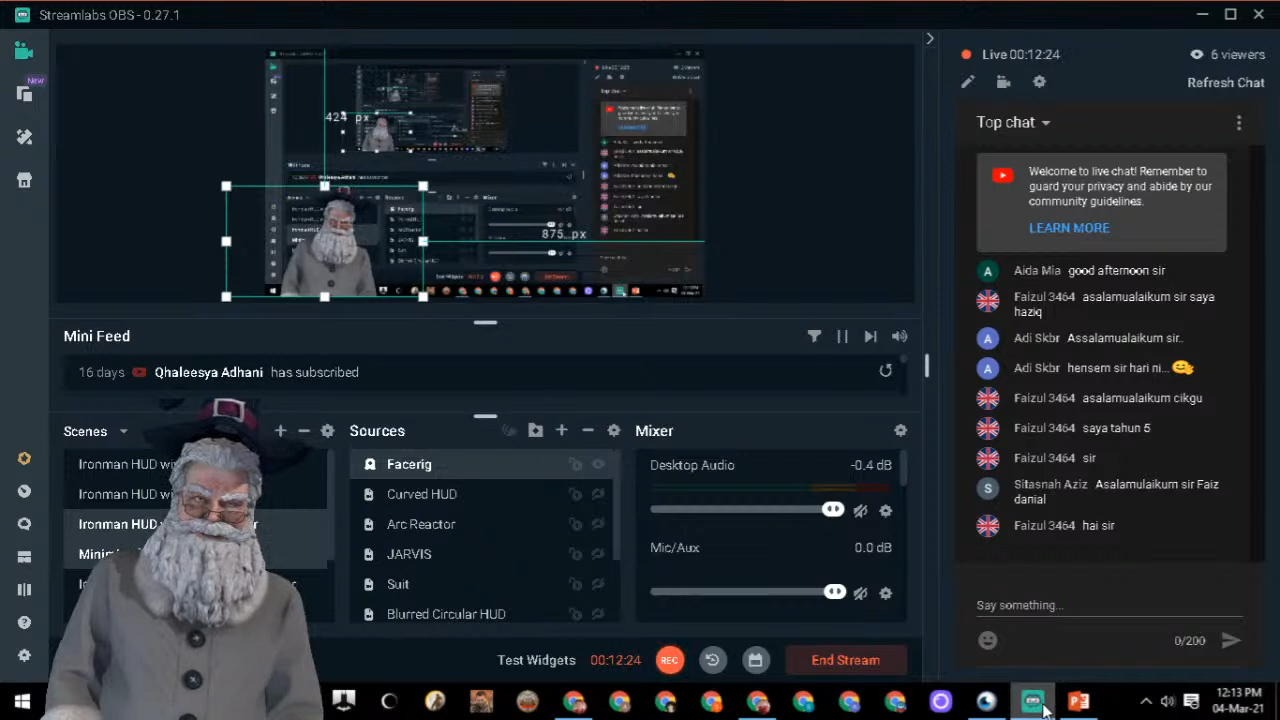 Streamlabs OBS - 0.27.1
Live 00:12:24
6 viewers
New
Refresh Chat
Top chat
424 px
875 px
Welcome to live chat! Remember to
guard your privacy and abide by our
community guidelines.
LEARN MORE
Aida Mia good afternoon sir
Faizul 3464 asalamualaikum sir saya
haziq
Adi Skbr Assalamualaikum sir..
Adi Skbr hensem sir hari ni...
Faizul 3464 asalamualaikum cikgu
Faizul 3464 saya tahun 5
Faizul 3464 sir
Sitasnah Aziz Asalamulaikum sir Faiz
danial
Faizul 3464 hai sir
Say something...
0/200
Mini Feed
16 days Qhaleesya Adhani has subscribed
Scenes
Ironman HUD
Ironman HUD
Ironman HUD
Sources
Facerig
Curved HUD
Arc Reactor
JARVIS
Suit
Blurred Circular HUD
Mixer
Desktop Audio -0.4 dB
Mic/Aux 0.0 dB
Test Widgets 00:12:24 REC End Stream
12:13 PM
04-Mar-21